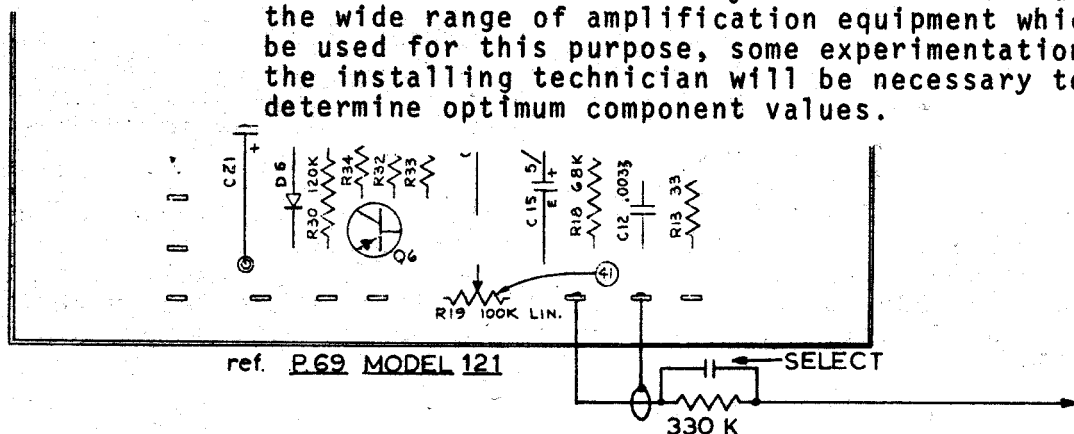 the wide range of amplification equipment whic
be used for this purpose, some experimentation
the installing technician will be necessary to
determine optimum component values.
C21
+
D6
R30 120K
R34
R32
R33
Q6
C15 5/
E +
R18 68K
C12 .0033
R13 33
41
R19 100K LIN.
ref. P.69 MODEL 121
SELECT
330 K